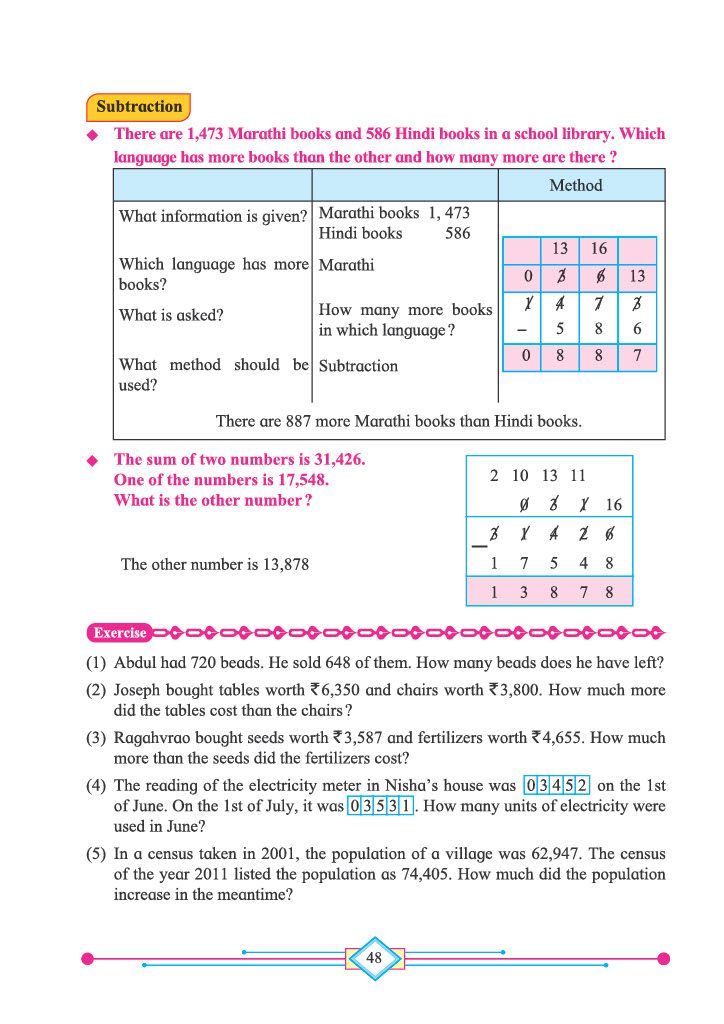 Subtraction
◆ There are 1,473 Marathi books and 586 Hindi books in a school library. Which
language has more books than the other and how many more are there ?
Method
What information is given? Marathi books 1, 473
Hindi books 586
Which language has more Marathi
books?
What is asked? How many more books
in which language ?
What method should be Subtraction
used?
13 16
0 3 6 13
1 4 7 3
– 5 8 6
0 8 8 7
There are 887 more Marathi books than Hindi books.
◆ The sum of two numbers is 31,426.
One of the numbers is 17,548.
What is the other number ?
The other number is 13,878
2 10 13 11
0 3 1 16
– 3 1 4 2 6
1 7 5 4 8
1 3 8 7 8
Exercise
(1) Abdul had 720 beads. He sold 648 of them. How many beads does he have left?
(2) Joseph bought tables worth ₹6,350 and chairs worth ₹3,800. How much more
did the tables cost than the chairs ?
(3) Ragahvrao bought seeds worth ₹3,587 and fertilizers worth ₹4,655. How much
more than the seeds did the fertilizers cost?
(4) The reading of the electricity meter in Nisha’s house was 0 3 4 5 2 on the 1st
of June. On the 1st of July, it was 0 3 5 3 1 . How many units of electricity were
used in June?
(5) In a census taken in 2001, the population of a village was 62,947. The census
of the year 2011 listed the population as 74,405. How much did the population
increase in the meantime?
48